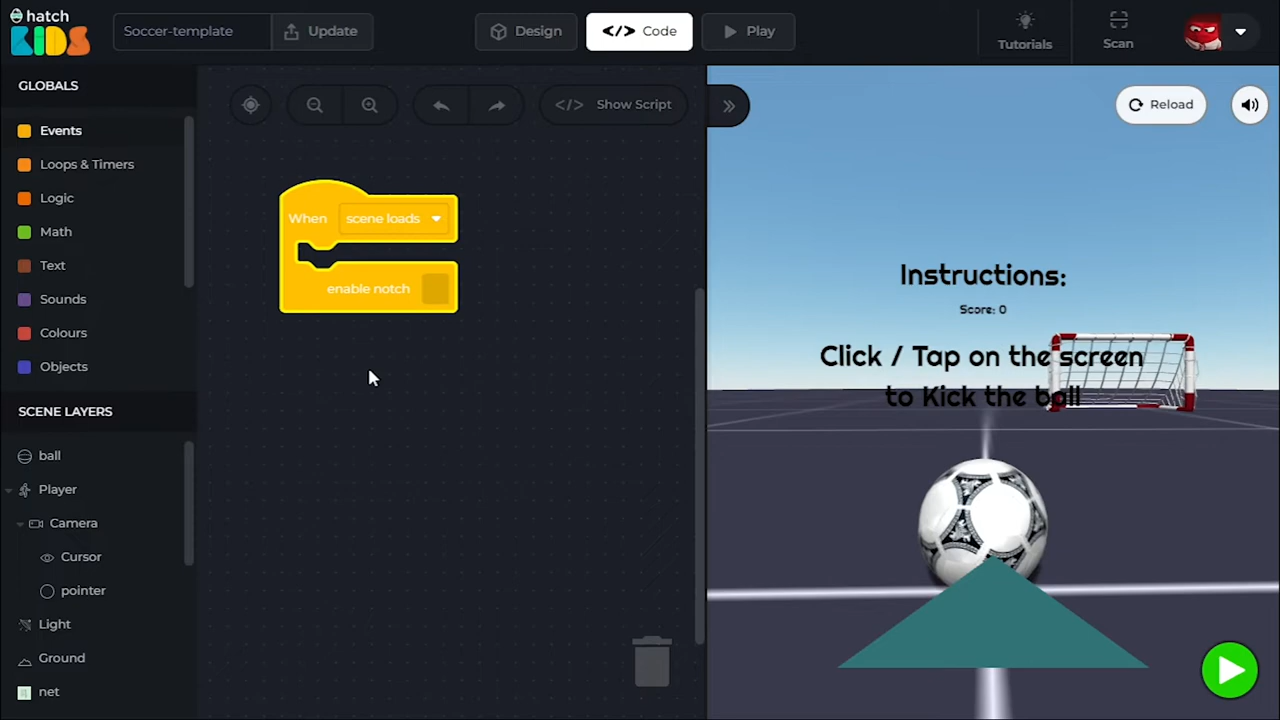 hatch
KIDS
Soccer-template
Update
Design
</> Code
Play
Tutorials
Scan
GLOBALS
Events
Loops & Timers
Logic
Math
Text
Sounds
Colours
Objects
SCENE LAYERS
ball
Player
Camera
Cursor
pointer
Light
Ground
net
</> Show Script
When scene loads
enable notch
Reload
Instructions:
Score: 0
Click / Tap on the screen
to Kick the ball